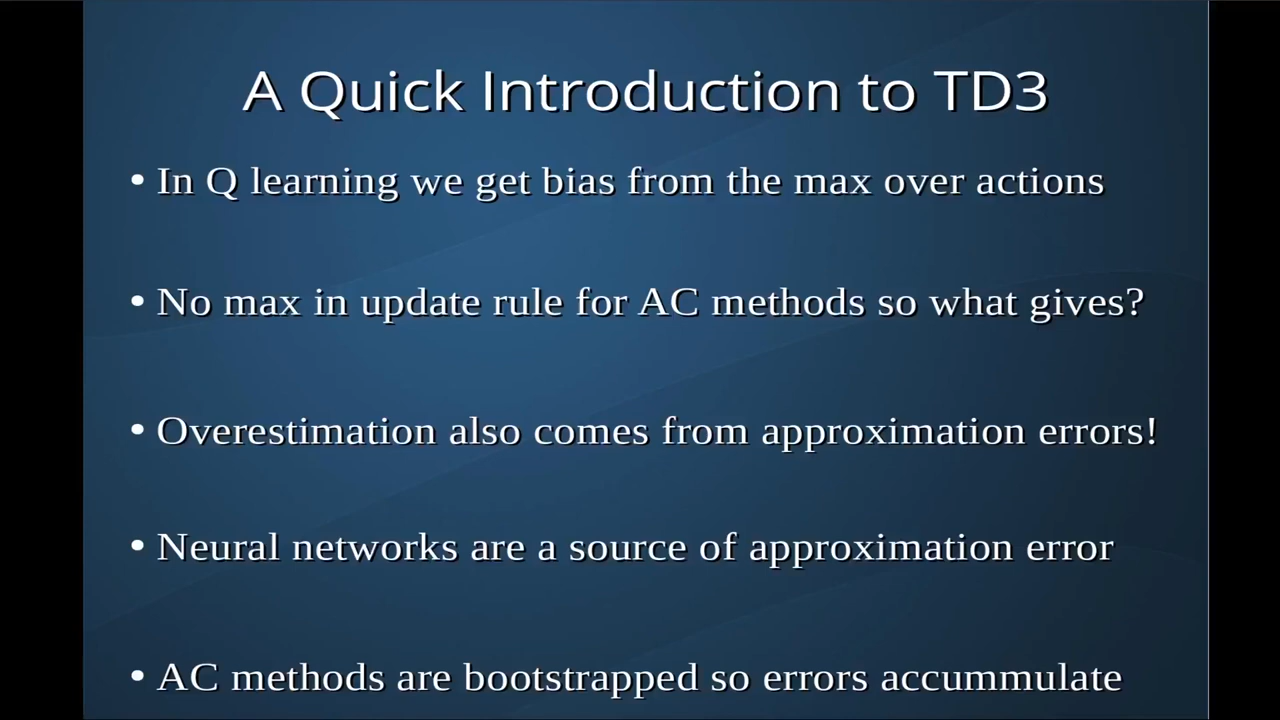 A Quick Introduction to TD3
• In Q learning we get bias from the max over actions
• No max in update rule for AC methods so what gives?
• Overestimation also comes from approximation errors!
• Neural networks are a source of approximation error
• AC methods are bootstrapped so errors accummulate